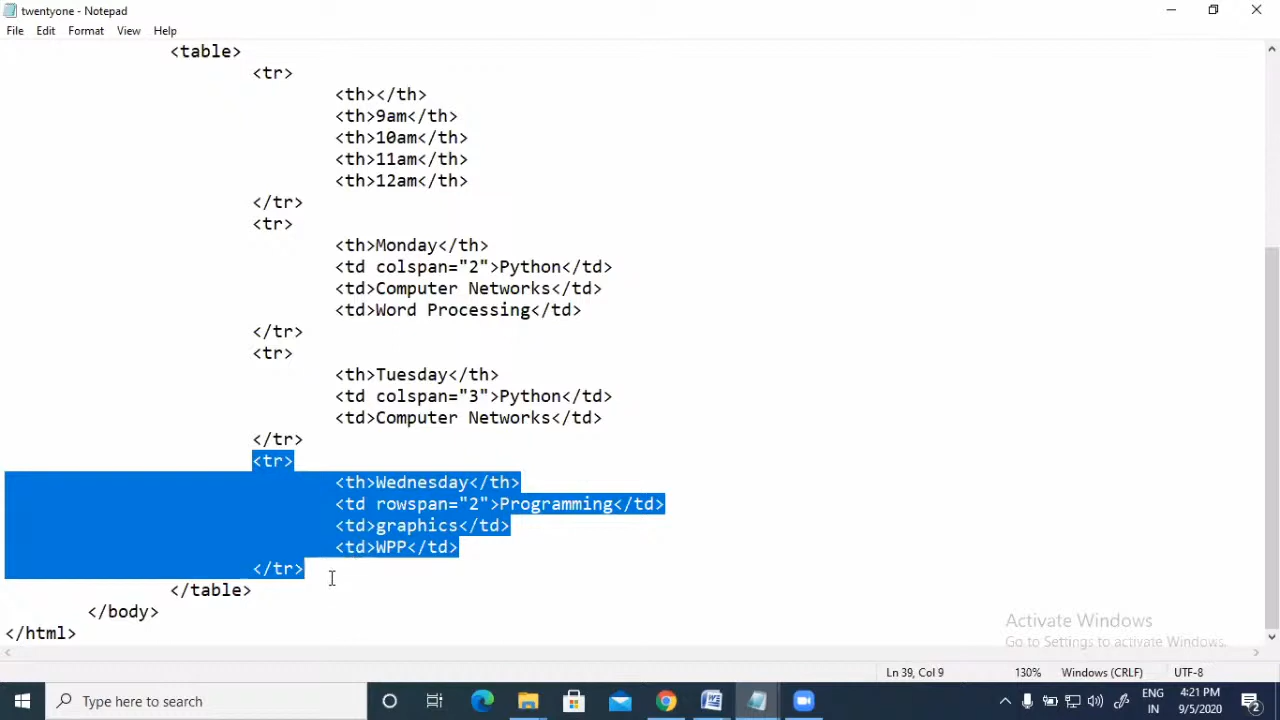 twentyone - Notepad
File Edit Format View Help
<table>
<tr>
<th></th>
<th>9am</th>
<th>10am</th>
<th>11am</th>
<th>12am</th>
</tr>
<tr>
<th>Monday</th>
<td colspan="2">Python</td>
<td>Computer Networks</td>
<td>Word Processing</td>
</tr>
<tr>
<th>Tuesday</th>
<td colspan="3">Python</td>
<td>Computer Networks</td>
</tr>
<tr>
<th>Wednesday</th>
<td rowspan="2">Programming</td>
<td>graphics</td>
<td>WPP</td>
</tr>
</table>
</body>
</html>
Activate Windows
Go to Settings to activate Windows.
Ln 39, Col 9 130% Windows (CRLF) UTF-8
Type here to search
ENG 4:21 PM
IN 9/5/2020 2